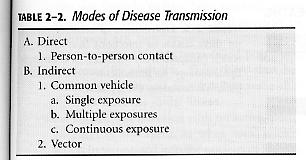 TABLE 2–2. Modes of Disease Transmission
A. Direct
1. Person-to-person contact
B. Indirect
1. Common vehicle
a. Single exposure
b. Multiple exposures
c. Continuous exposure
2. Vector